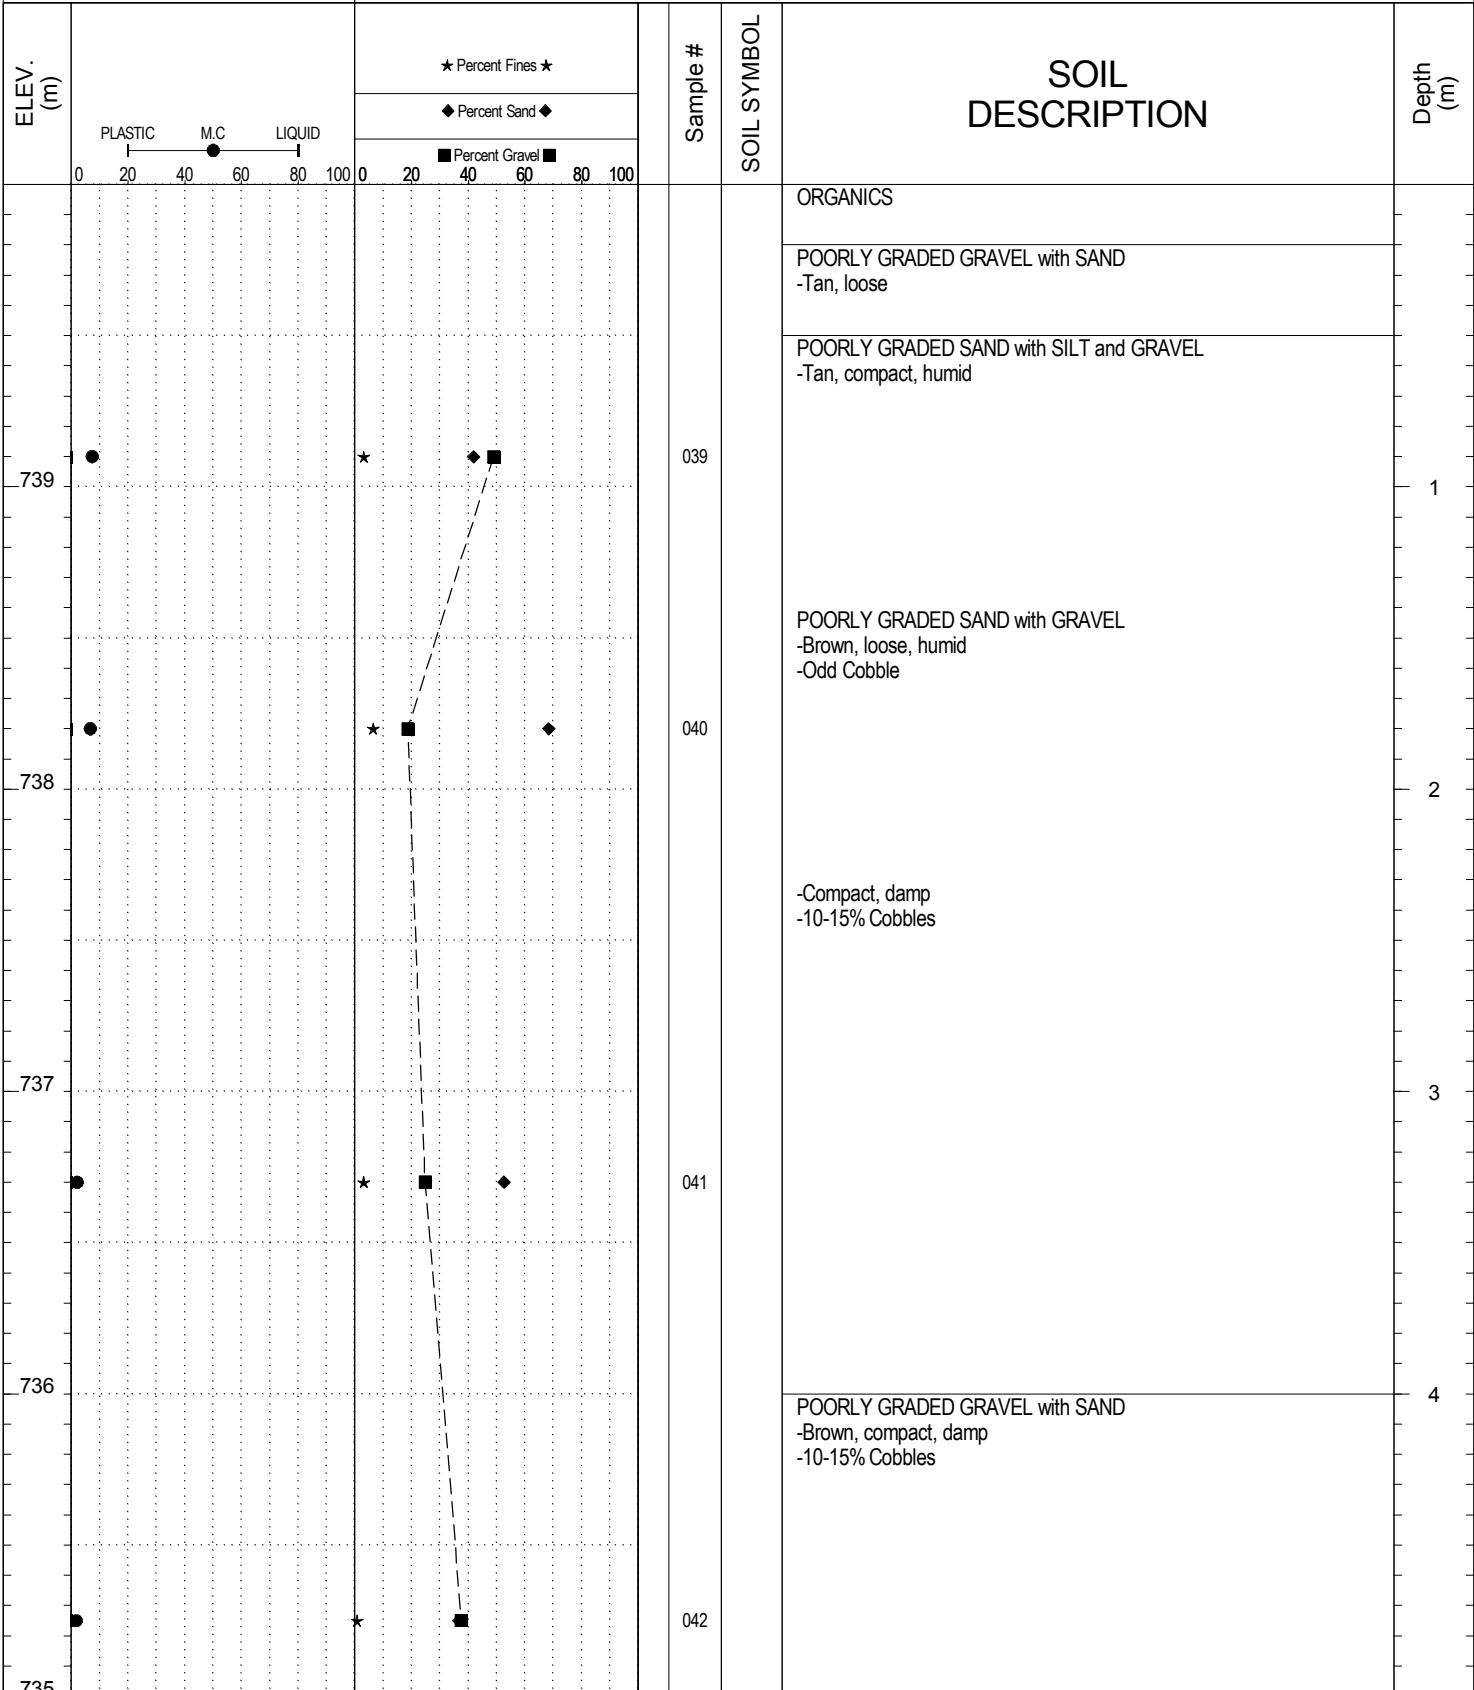 ELEV.
(m)
PLASTIC M.C LIQUID
0 20 40 60 80 100
★ Percent Fines ★
◆ Percent Sand ◆
■ Percent Gravel ■
0 20 40 60 80 100
Sample #
SOIL SYMBOL
SOIL
DESCRIPTION
Depth
(m)
ORGANICS
POORLY GRADED GRAVEL with SAND
-Tan, loose
POORLY GRADED SAND with SILT and GRAVEL
-Tan, compact, humid
039
739
1
POORLY GRADED SAND with GRAVEL
-Brown, loose, humid
-Odd Cobble
040
738
2
-Compact, damp
-10-15% Cobbles
737
3
041
736
4
POORLY GRADED GRAVEL with SAND
-Brown, compact, damp
-10-15% Cobbles
042
735